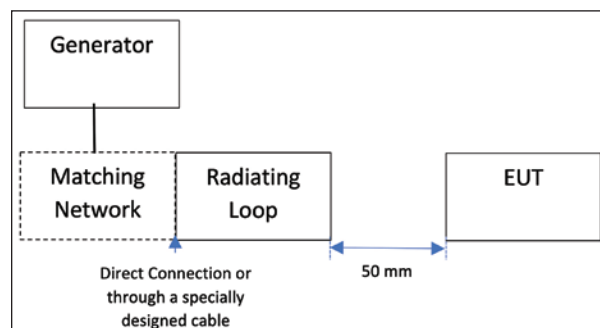 Generator
Matching
Network
Radiating
Loop
EUT
50 mm
Direct Connection or
through a specially
designed cable